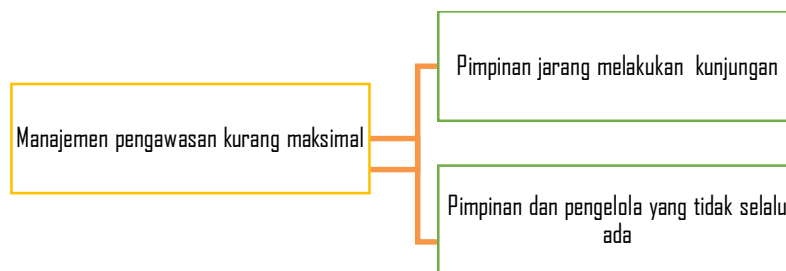 Pimpinan jarang melakukan kunjungan
Manajemen pengawasan kurang maksimal
Pimpinan dan pengelola yang tidak selalu
ada